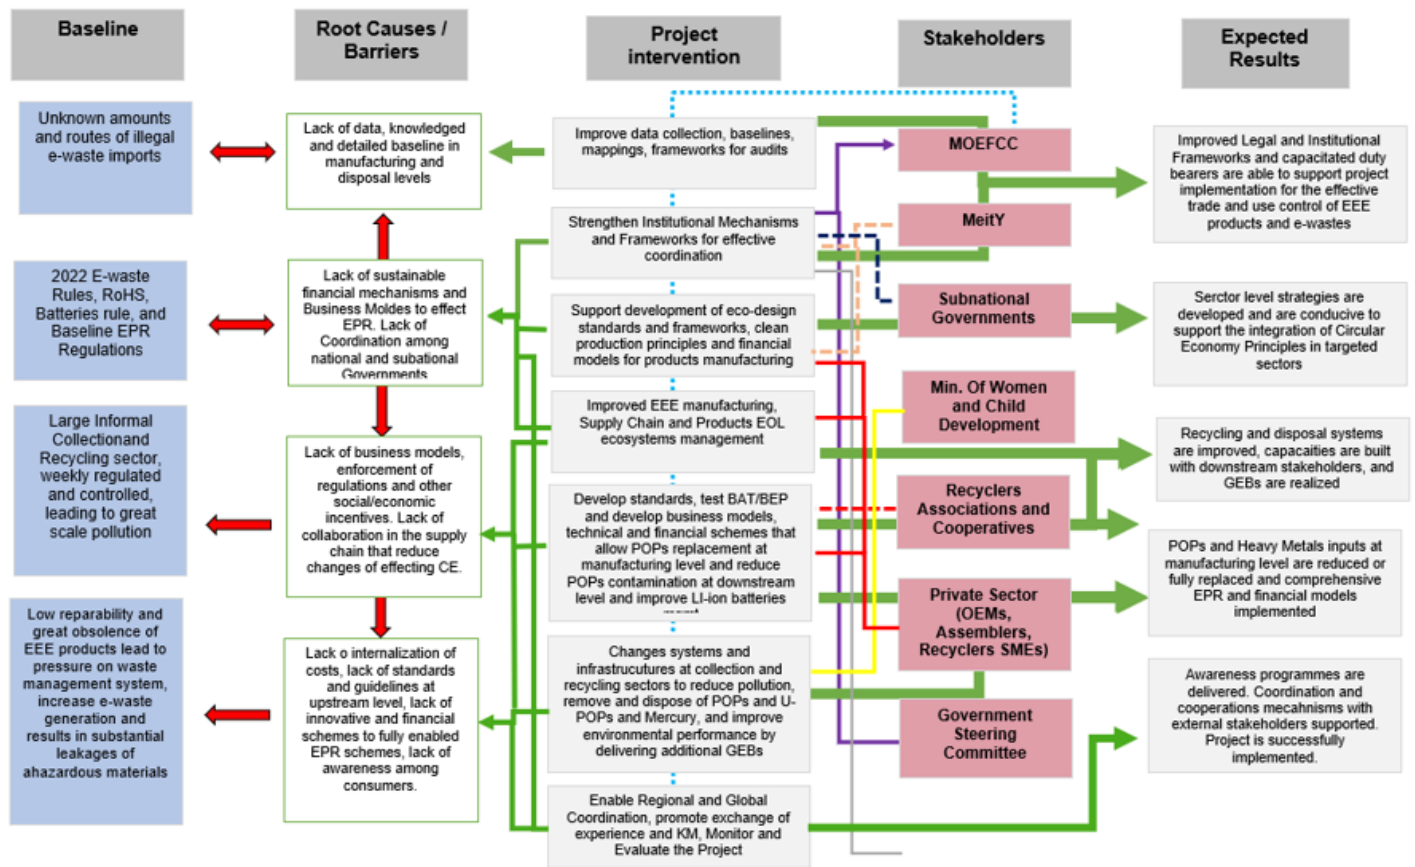 Baseline
Root Causes /
Barriers
Project
intervention
Stakeholders
Expected
Results
Unknown amounts
and routes of illegal
e-waste imports
2022 E-waste
Rules, RoHS,
Batteries rule, and
Baseline EPR
Regulations
Large Informal
Collectionand
Recycling sector,
weekly regulated
and controlled,
leading to great
scale pollution
Low reparability and
great obsolence of
EEE products lead to
pressure on waste
management system,
increase e-waste
generation and
results in substantial
leakages of
ahazardous materials
Lack of data, knowledged
and detailed baseline in
manufacturing and
disposal levels
Lack of sustainable
financial mechanisms and
Business Moldes to effect
EPR. Lack of
Coordination among
national and subational
Governments
Lack of business models,
enforcement of
regulations and other
social/economic
incentives. Lack of
collaboration in the supply
chain that reduce
changes of effecting CE.
Lack o internalization of
costs, lack of standards
and guidelines at
upstream level, lack of
innovative and financial
schemes to fully enabled
EPR schemes, lack of
awareness among
consumers.
Improve data collection, baselines,
mappings, frameworks for audits
Strengthen Institutional Mechanisms
and Frameworks for effective
coordination
Support development of eco-design
standards and frameworks, clean
production principles and financial
models for products manufacturing
Improved EEE manufacturing,
Supply Chain and Products EOL
ecosystems management
Develop standards, test BAT/BEP
and develop business models,
technical and financial schemes that
allow POPs replacement at
manufacturing level and reduce
POPs contamination at downstream
level and improve LI-ion batteries
Changes systems and
infrastrucutures at collection and
recycling sectors to reduce pollution,
remove and dispose of POPs and U-
POPs and Mercury, and improve
environmental performance by
delivering additional GEBs
Enable Regional and Global
Coordination, promote exchange of
experience and KM, Monitor and
Evaluate the Project
MOEFCC
MeitY
Subnational
Governments
Min. Of Women
and Child
Development
Recyclers
Associations and
Cooperatives
Private Sector
(OEMs,
Assemblers,
Recyclers SMEs)
Government
Steering
Committee
Improved Legal and Institutional
Frameworks and capacitated duty
bearers are able to support project
implementation for the effective
trade and use control of EEE
products and e-wastes
Serctor level strategies are
developed and are conducive to
support the integration of Circular
Economy Principles in targeted
sectors
Recycling and disposal systems
are improved, capacaities are built
with downstream stakeholders, and
GEBs are realized
POPs and Heavy Metals inputs at
manufacturing level are reduced or
fully replaced and comprehensive
EPR and financial models
implemented
Awareness programmes are
delivered. Coordination and
cooperations mecahnisms with
external stakeholders supported.
Project is successfully
implemented.